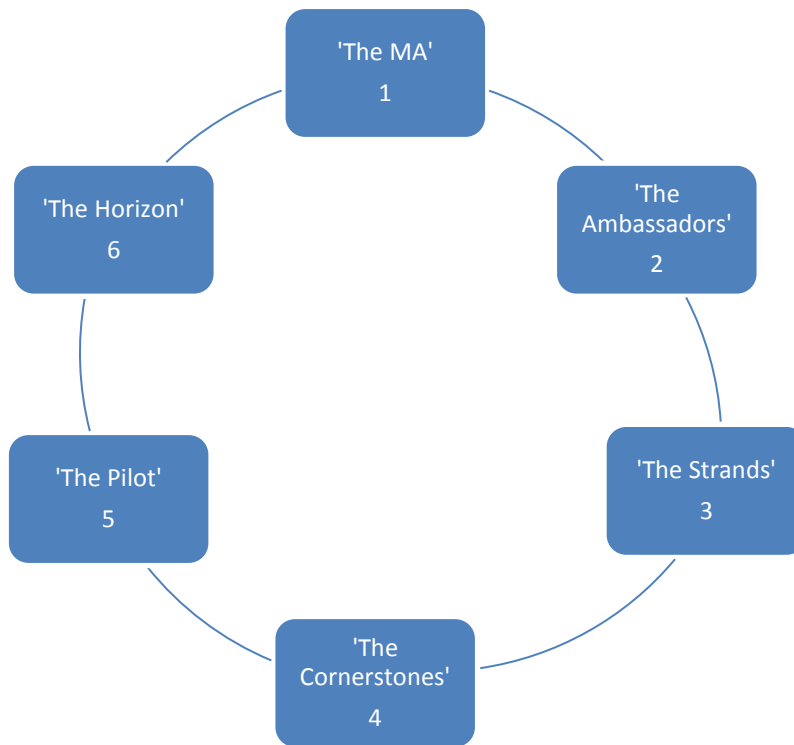 'The MA'
1
'The
Ambassadors'
2
'The Strands'
3
'The
Cornerstones'
4
'The Pilot'
5
'The Horizon'
6